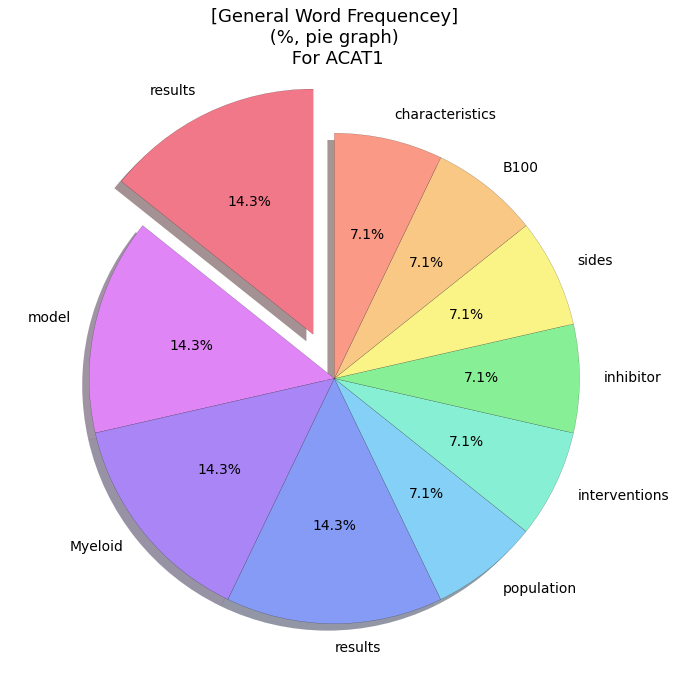 [General Word Frequencey]
(%, pie graph)
For ACAT1
results
characteristics
B100
sides
inhibitor
interventions
population
results
Myeloid
model
14.3%
7.1%
7.1%
7.1%
7.1%
7.1%
7.1%
14.3%
14.3%
14.3%